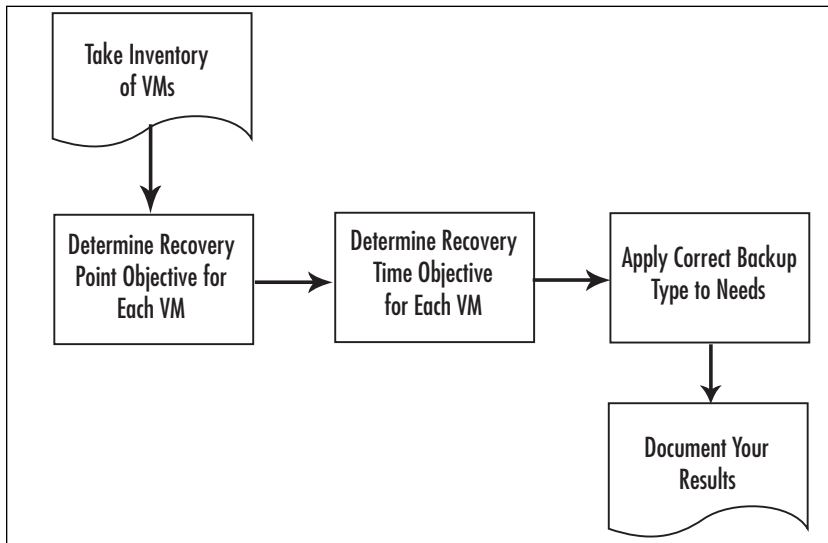 Take Inventory
of VMs
Determine Recovery
Point Objective for
Each VM
Determine Recovery
Time Objective
for Each VM
Apply Correct Backup
Type to Needs
Document Your
Results